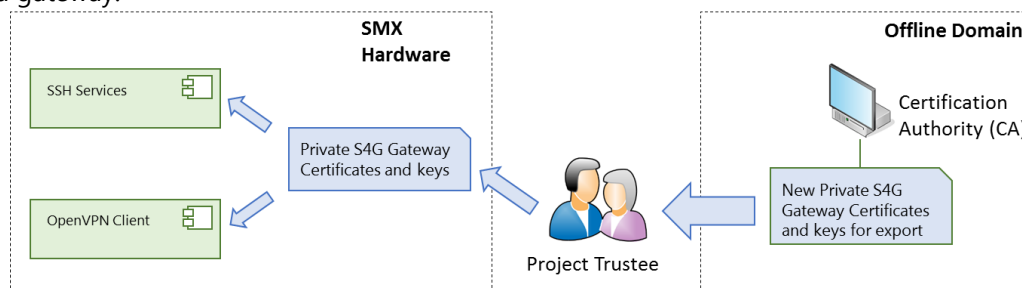 gateway.
SMX
Hardware
Offline Domain
SSH Services
Private S4G Gateway
Certificates and keys
OpenVPN Client
Project Trustee
Certification
Authority (CA)
New Private S4G
Gateway Certificates
and keys for export